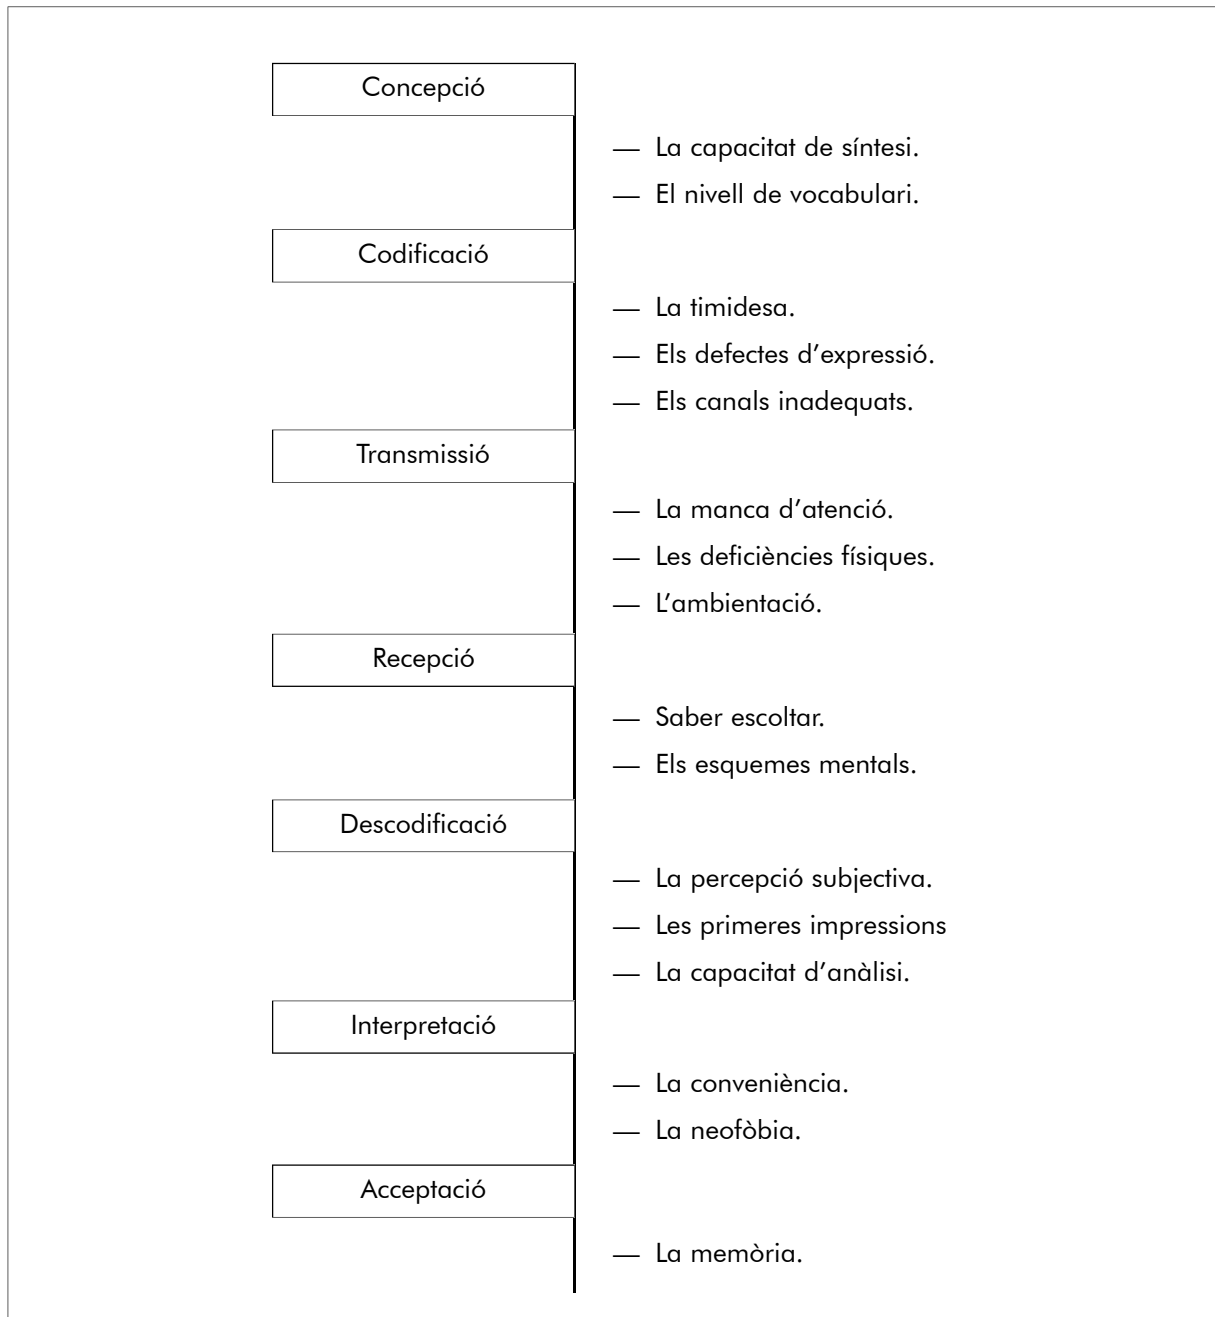 Concepció
— La capacitat de síntesi.
— El nivell de vocabulari.
Codificació
— La timidesa.
— Els defectes d’expressió.
— Els canals inadequats.
Transmissió
— La manca d’atenció.
— Les deficiències físiques.
— L’ambientació.
Recepció
— Saber escoltar.
— Els esquemes mentals.
Descodificació
— La percepció subjectiva.
— Les primeres impressions
— La capacitat d’anàlisi.
Interpretació
— La conveniència.
— La neofòbia.
Acceptació
— La memòria.